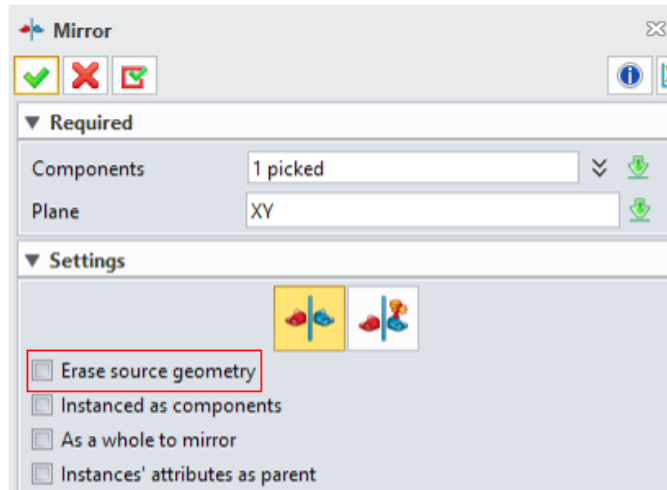 Mirror
Required
Components 1 picked
Plane XY
Settings
Erase source geometry
Instanced as components
As a whole to mirror
Instances' attributes as parent